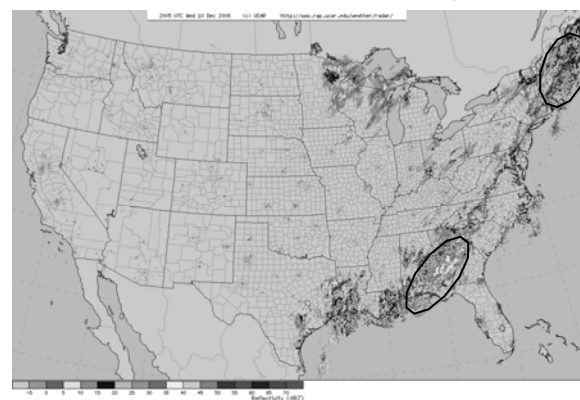 2005 UTC Wed 10 Dec 2008 (c) UCAR http://www.rap.ucar.edu/weather/radar/
-5 0 5 10 15 20 25 30 35 40 45 50 55 60 65 70
Reflectivity (dBZ)